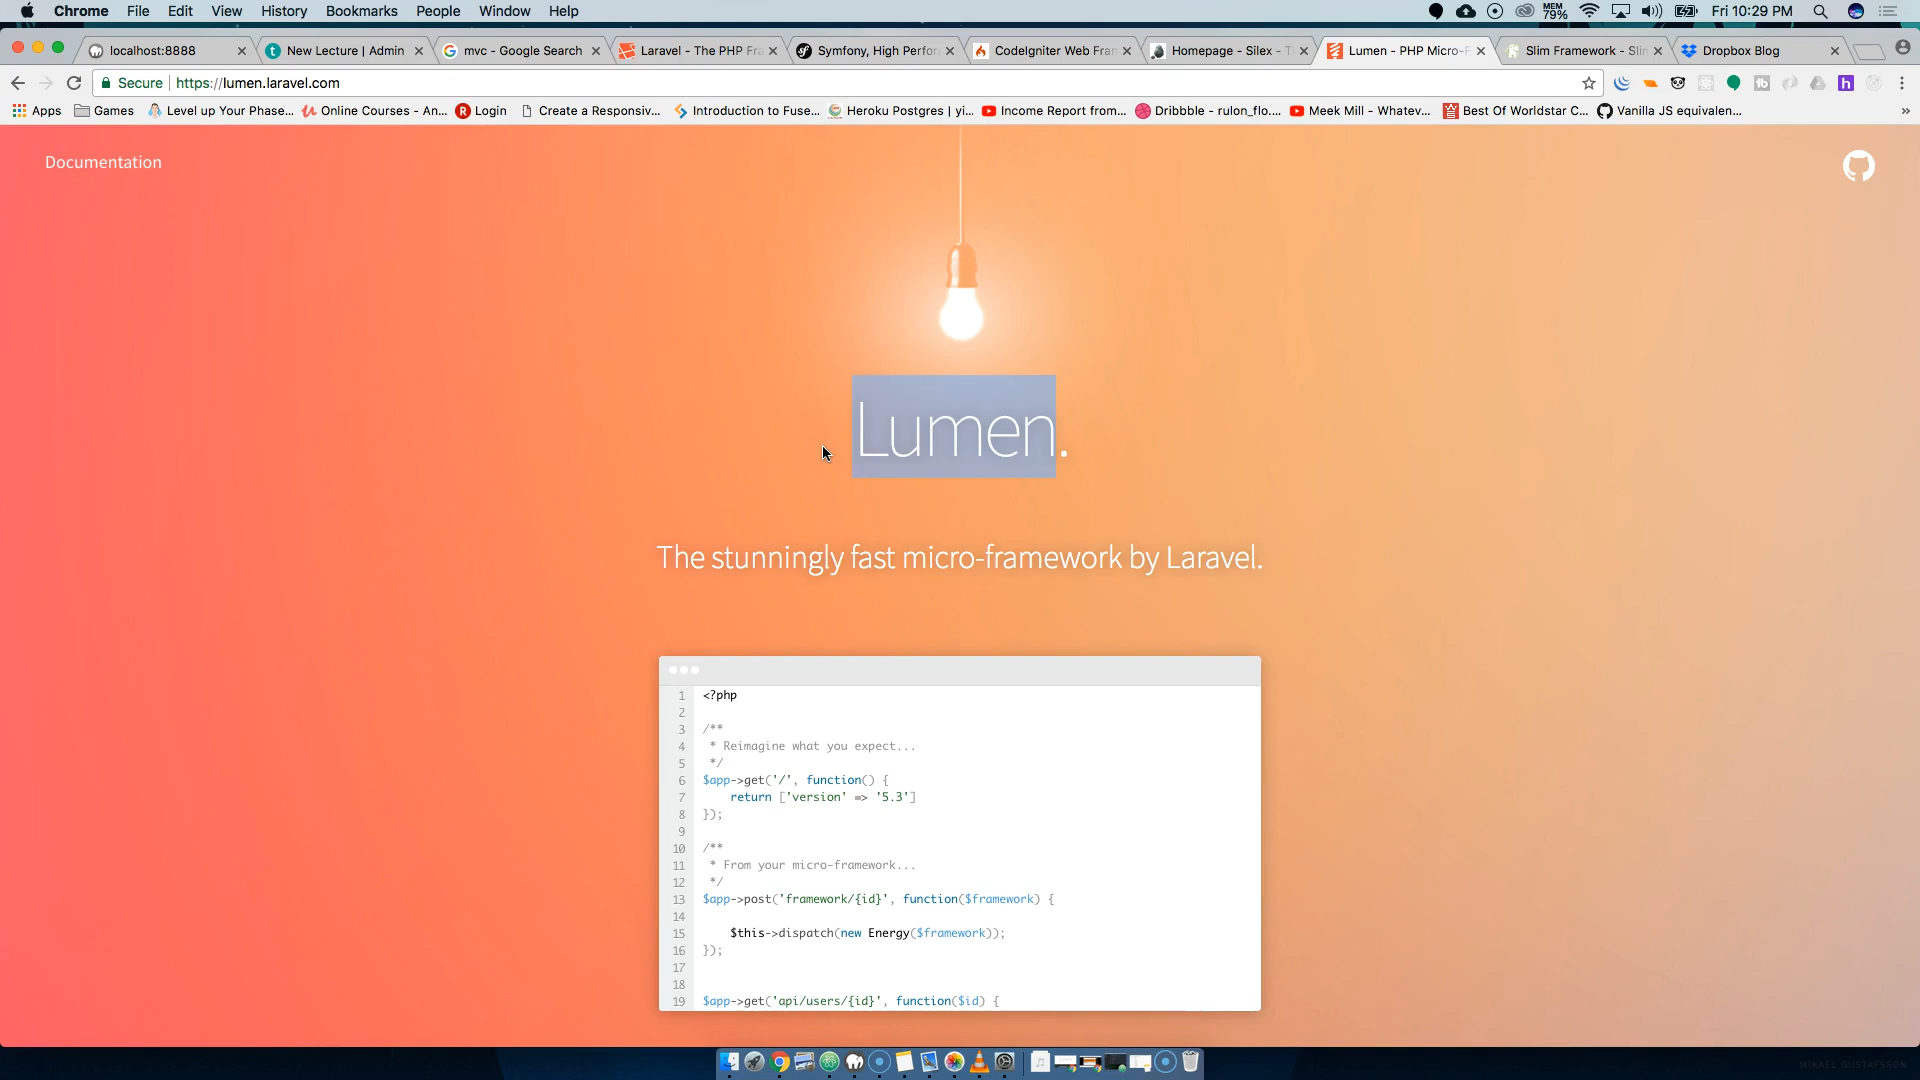 Chrome File Edit View History Bookmarks People Window Help MEM 79% Fri 10:29 PM
localhost:8888 New Lecture | Admin mvc - Google Search Laravel - The PHP Fra Symfony, High Perfor CodeIgniter Web Fran Homepage - Silex - T Lumen - PHP Micro-F Slim Framework - Slin Dropbox Blog
Secure https://lumen.laravel.com
Apps Games Level up Your Phase... Online Courses - An... Login Create a Responsiv... Introduction to Fuse... Heroku Postgres | yi... Income Report from... Dribbble - rulon_flo.... Meek Mill - Whatev... Best Of Worldstar C... Vanilla JS equivalen... »
Documentation
Lumen.
The stunningly fast micro-framework by Laravel.
1 <?php
2
3 /**
4 * Reimagine what you expect...
5 */
6 $app->get('/', function() {
7 return ['version' => '5.3']
8 });
9
10 /**
11 * From your micro-framework...
12 */
13 $app->post('framework/{id}', function($framework) {
14
15 $this->dispatch(new Energy($framework));
16 });
17
18
19 $app->get('api/users/{id}', function($id) {
MIKAEL GUSTAFSSON